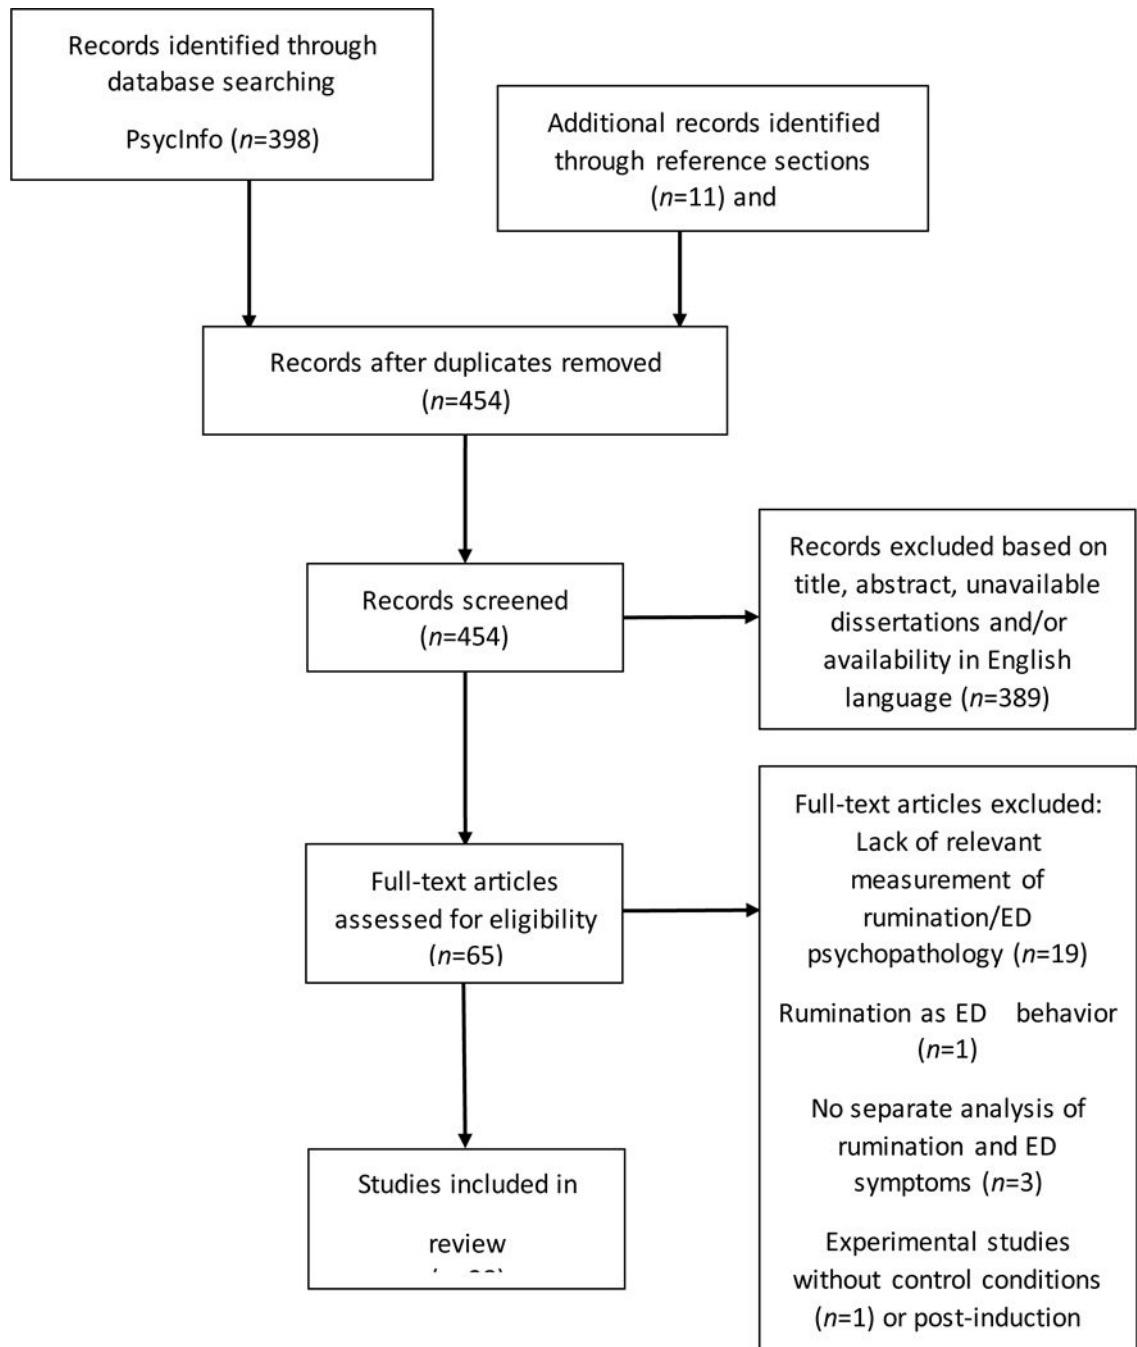 Records identified through
database searching
PsycInfo (n=398)
Additional records identified
through reference sections
(n=11) and
Records after duplicates removed
(n=454)
Records screened
(n=454)
Records excluded based on
title, abstract, unavailable
dissertations and/or
availability in English
language (n=389)
Full-text articles
assessed for eligibility
(n=65)
Full-text articles excluded:
Lack of relevant
measurement of
rumination/ED
psychopathology (n=19)
Rumination as ED behavior
(n=1)
No separate analysis of
rumination and ED
symptoms (n=3)
Experimental studies
without control conditions
(n=1) or post-induction
Studies included in
review